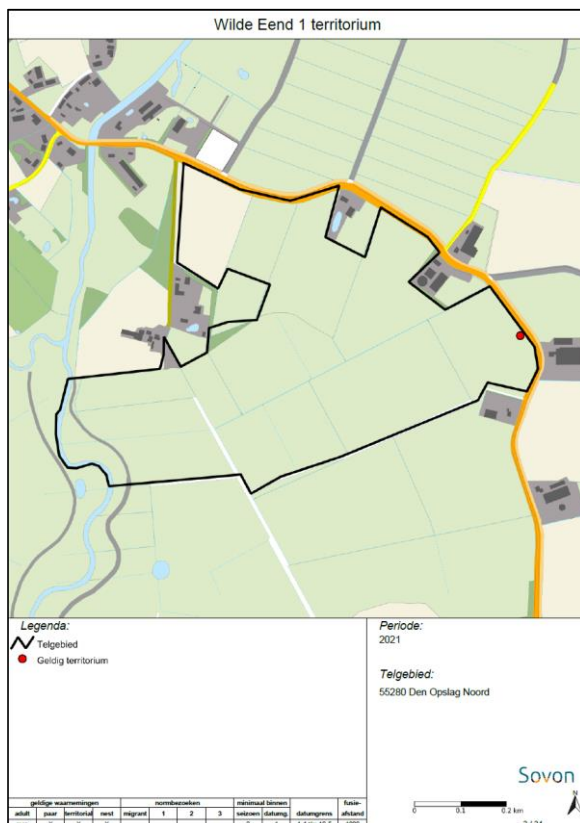 Wilde Eend 1 territorium
Legenda:
Telgebied
Geldig territorium
Periode:
2021
Telgebied:
55280 Den Opslag Noord
Sovon
N
0 0.1 0.2 km
geldige waarnemingen normbezoeken minimaal binnen fusie-
adult paar territoriaal nest migrant 1 2 3 seizoen datumg. datumgrens afstand